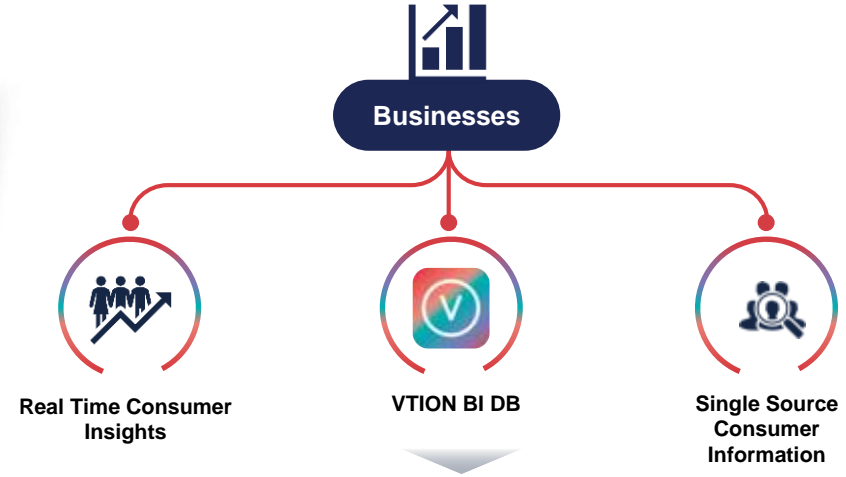 Businesses
V
Real Time Consumer
Insights
VTION BI DB
Single Source
Consumer
Information